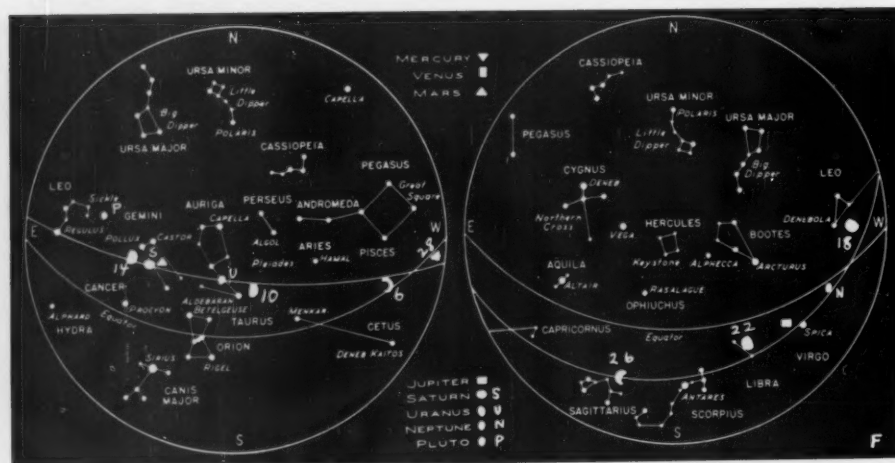 N
MERCURY
VENUS
MARS
URSA MINOR
Little
Dipper
CAPELLA
Big
Dipper
POLARIS
URSA MAJOR
CASSIOPEIA
PEGASUS
LEO
Sickle
P
GEMINI
AURIGA
CAPELLA
PERSEUS
ANDROMEDA
Great
Square
E
REGULUS
POLLUX
CASTOR
ALGOL
ARIES
PISCES
W
28
14
S
Pleiades
HAMAL
CANCER
U
10
6
ALPHARD
PROCYON
ALDEBARAN
BETELGEUSE
MENKAR
HYDRA
Equator
TAURUS
CETUS
ORION
DENEB KAITOS
SIRIUS
RIGEL
CANIS
MAJOR
S
JUPITER
SATURN S
URANUS U
NEPTUNE N
PLUTO P
N
CASSIOPEIA
URSA MINOR
POLARIS
URSA MAJOR
PEGASUS
Little
Dipper
Big
Dipper
CYGNUS
DENEB
LEO
Northern
Cross
DENEBOLA
E
VEGA
HERCULES
BOOTES
18
W
Keystone
ALPHECCA
ARCTURUS
AQUILA
ALTAIR
RASALAGUE
OPHIUCHUS
N
CAPRICORNUS
Equator
22
SPICA
VIRGO
26
LIBRA
SAGITTARIUS
ANTARES
SCORPIUS
S
F